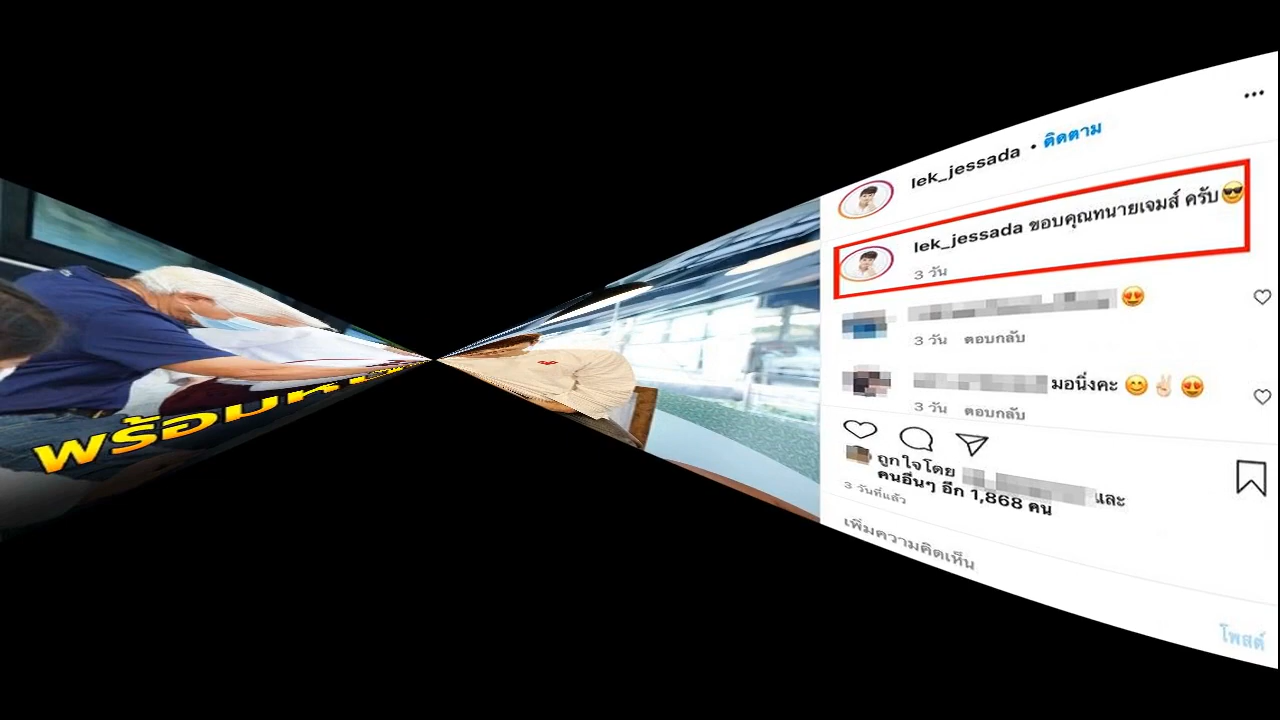 พร้อม
lek_jessada • ติดตาม
lek_jessada ขอบคุณทนายเจมส์ ครับ😎
3 วัน
😍
3 วัน ตอบกลับ
มอนิ่งคะ 😊✌🏻😍
3 วัน ตอบกลับ
ถูกใจโดย และ
คนอื่นๆ อีก 1,868 คน
3 วันที่แล้ว
เพิ่มความคิดเห็น
โพสต์